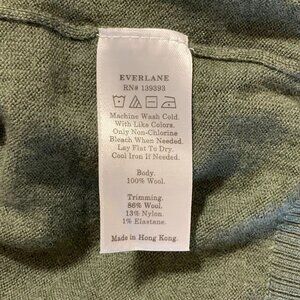 EVERLANE
RN# 139393
Machine Wash Cold.
With Like Colors.
Only Non-Chlorine
Bleach When Needed.
Lay Flat To Dry.
Cool Iron If Needed.
Body.
100% Wool.
Trimming.
86% Wool.
13% Nylon.
1% Elastane.
Made in Hong Kong.